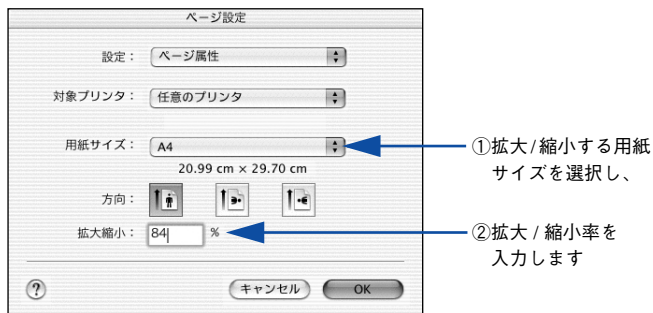 ページ設定
設定： ページ属性
対象プリンタ： 任意のプリンタ
用紙サイズ： A4
①拡大/縮小する用紙
サイズを選択し、
20.99 cm × 29.70 cm
方向：
拡大縮小： 84 %
②拡大 / 縮小率を
入力します
? キャンセル OK